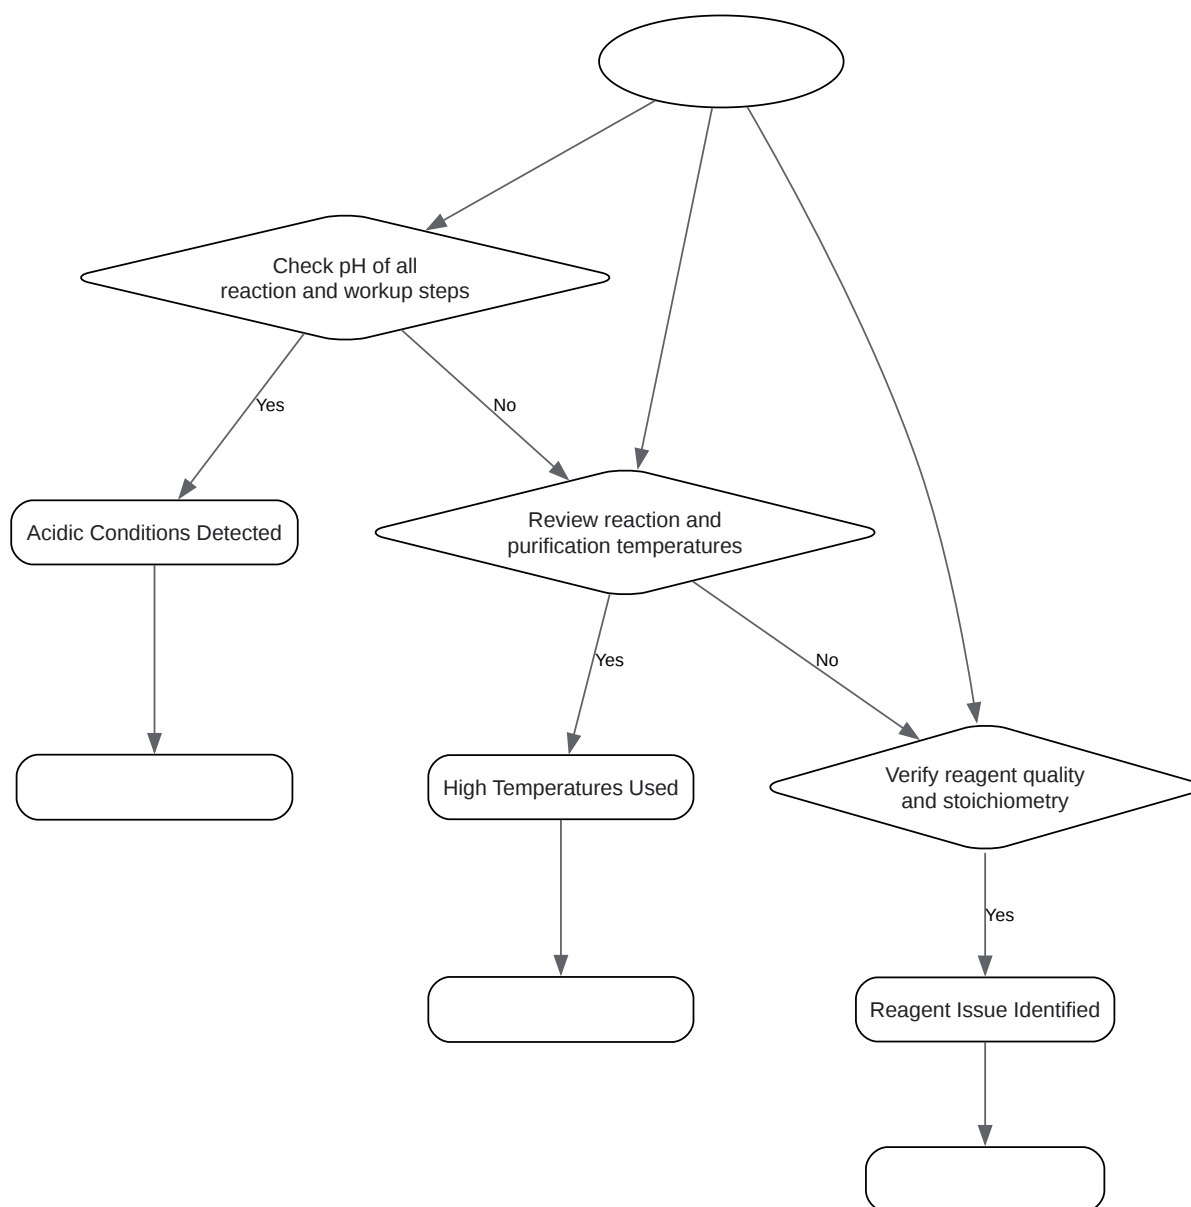 Check pH of all
reaction and workup steps
Yes
No
Acidic Conditions Detected
Review reaction and
purification temperatures
Yes
No
High Temperatures Used
Verify reagent quality
and stoichiometry
Yes
Reagent Issue Identified